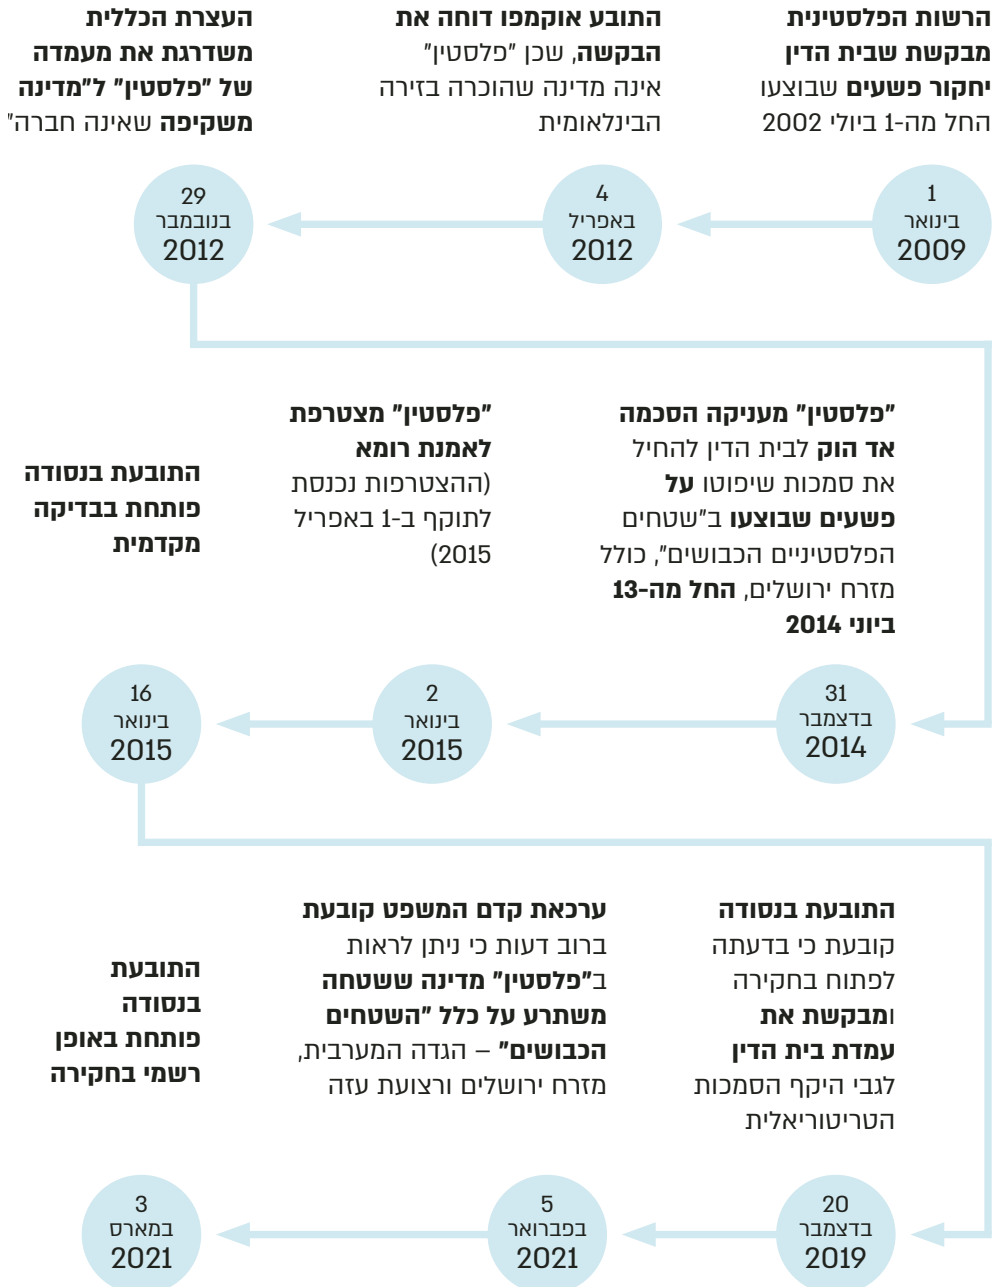 הרשות הפלסטינית
מבקשת שבית הדין
יחקור פשעים שבוצעו
החל מה-1 ביולי 2002
1
בינואר
2009
התובע אוקמפו דוחה את
הבקשה, שכן "פלסטין"
אינה מדינה שהוכרה בזירה
הבינלאומית
4
באפריל
2012
העצרת הכללית
משדרגת את מעמדה
של "פלסטין" ל"מדינה
משקיפה שאינה חברה"
29
בנובמבר
2012
"פלסטין" מעניקה הסכמה
אד הוק לבית הדין להחיל
את סמכות שיפוטו על
פשעים שבוצעו ב"שטחים
הפלסטיניים הכבושים", כולל
מזרח ירושלים, החל מה-13
ביוני 2014
31
בדצמבר
2014
"פלסטין" מצטרפת
לאמנת רומא
(ההצטרפות נכנסת
לתוקף ב-1 באפריל
2015)
2
בינואר
2015
התובעת בנסודה
פותחת בבדיקה
מקדמית
16
בינואר
2015
התובעת בנסודה
קובעת כי בדעתה
לפתוח בחקירה
ומבקשת את
עמדת בית הדין
לגבי היקף הסמכות
הטריטוריאלית
20
בדצמבר
2019
ערכאת קדם המשפט קובעת
ברוב דעות כי ניתן לראות
ב"פלסטין" מדינה ששטחה
משתרע על כלל "השטחים
הכבושים" – הגדה המערבית,
מזרח ירושלים ורצועת עזה
5
בפברואר
2021
התובעת
בנסודה
פותחת באופן
רשמי בחקירה
3
במארס
2021